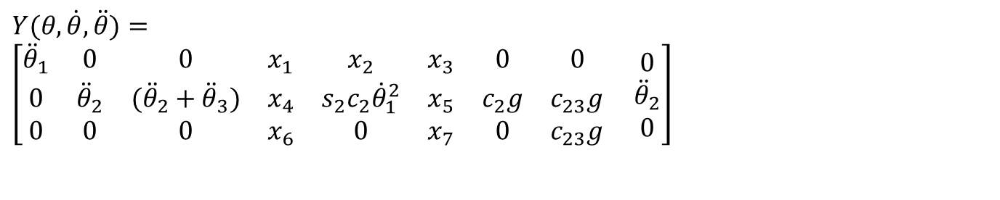 Y(θ, θ̇, θ̈) =
[ θ̈₁ 0 0 x₁ x₂ x₃ 0 0 0 ]
[ 0 θ̈₂ (θ̈₂ + θ̈₃) x₄ s₂c₂θ̇₁² x₅ c₂g c₂₃g θ̈₂ ]
[ 0 0 0 x₆ 0 x₇ 0 c₂₃g 0 ]